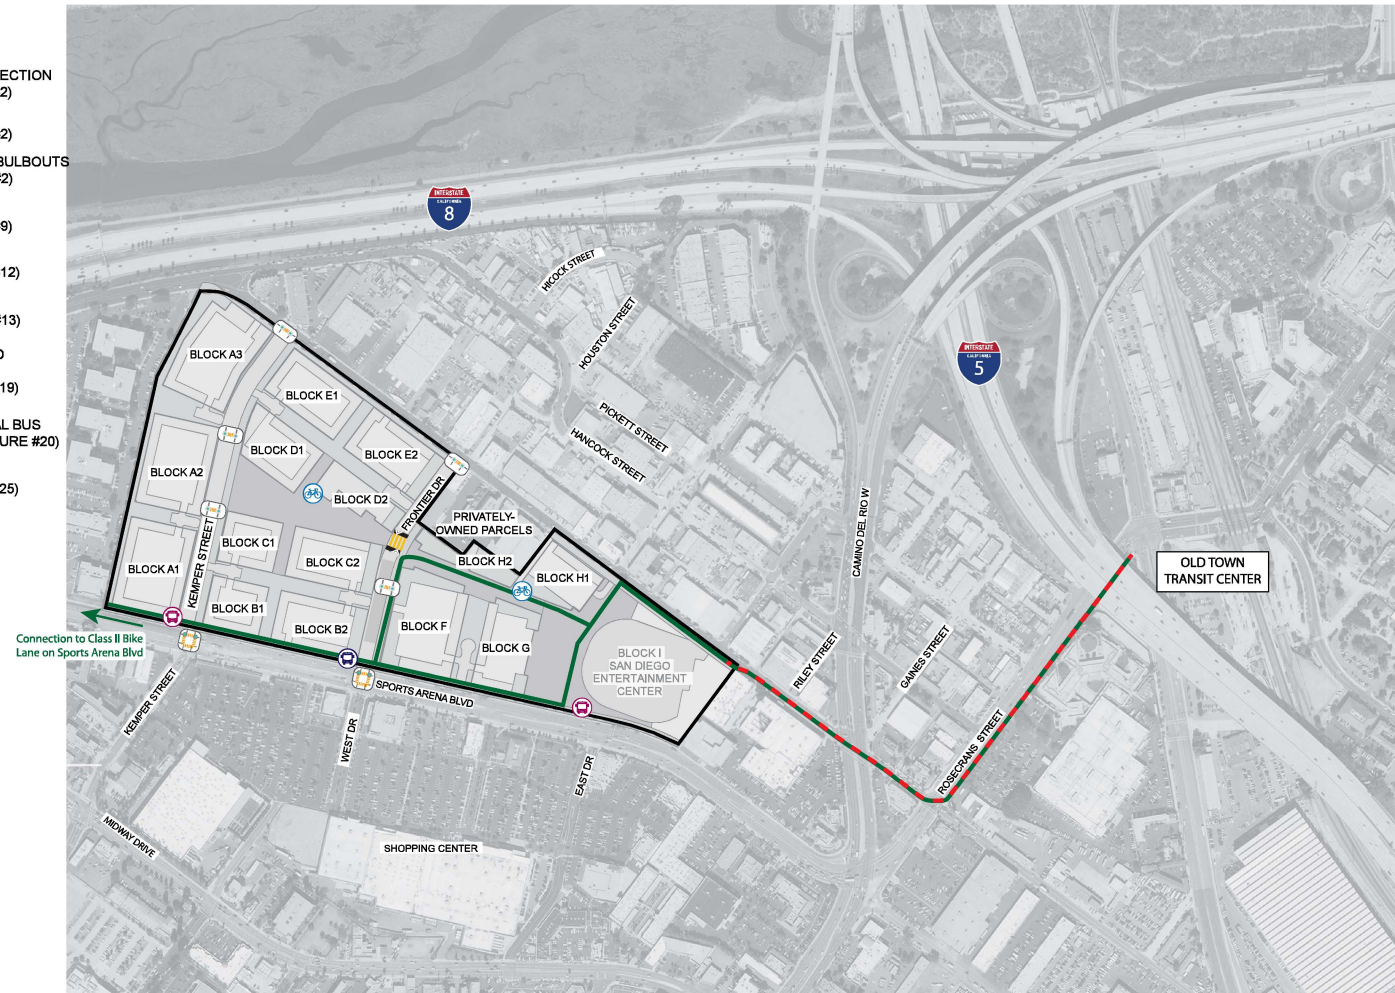 ECTION
2)
#2)
BULBOUTS
#2)
#9)
12)
#13)
19)
AL BUS
URE #20)
25)
INTERSTATE
CALIFORNIA
8
INTERSTATE
CALIFORNIA
5
HICOCK STREET
HOUSTON STREET
PICKETT STREET
HANCOCK STREET
BLOCK A3
BLOCK E1
BLOCK D1
BLOCK E2
BLOCK A2
BLOCK D2
FRONTIER DR
PRIVATELY-
OWNED PARCELS
BLOCK C1
BLOCK C2
BLOCK H2
BLOCK H1
BLOCK A1
KEMPER STREET
BLOCK B1
BLOCK B2
BLOCK F
BLOCK G
BLOCK I
SAN DIEGO
ENTERTAINMENT
CENTER
CAMINO DEL RIO W
OLD TOWN
TRANSIT CENTER
Connection to Class II Bike
Lane on Sports Arena Blvd
SPORTS ARENA BLVD
KEMPER STREET
WEST DR
EAST DR
RILEY STREET
GAINES STREET
ROSECRANS STREET
MIDWAY DRIVE
SHOPPING CENTER